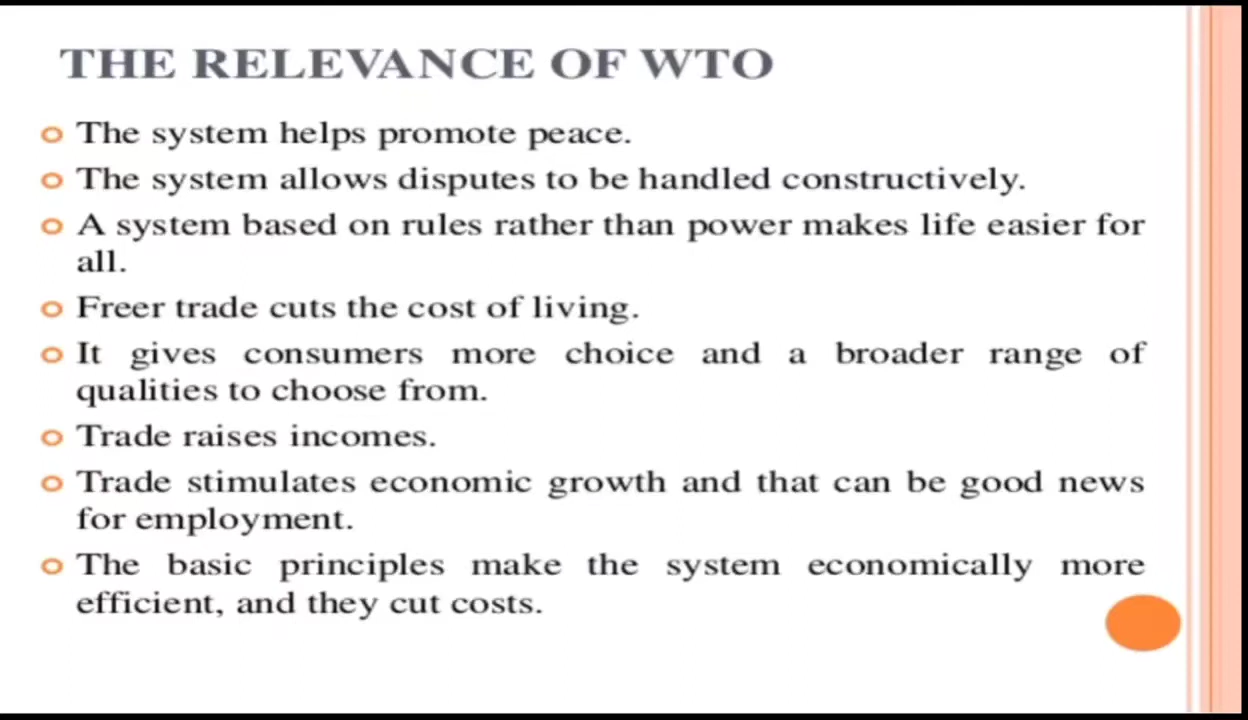 THE RELEVANCE OF WTO
The system helps promote peace.
The system allows disputes to be handled constructively.
A system based on rules rather than power makes life easier for
all.
Freer trade cuts the cost of living.
It gives consumers more choice and a broader range of
qualities to choose from.
Trade raises incomes.
Trade stimulates economic growth and that can be good news
for employment.
The basic principles make the system economically more
efficient, and they cut costs.